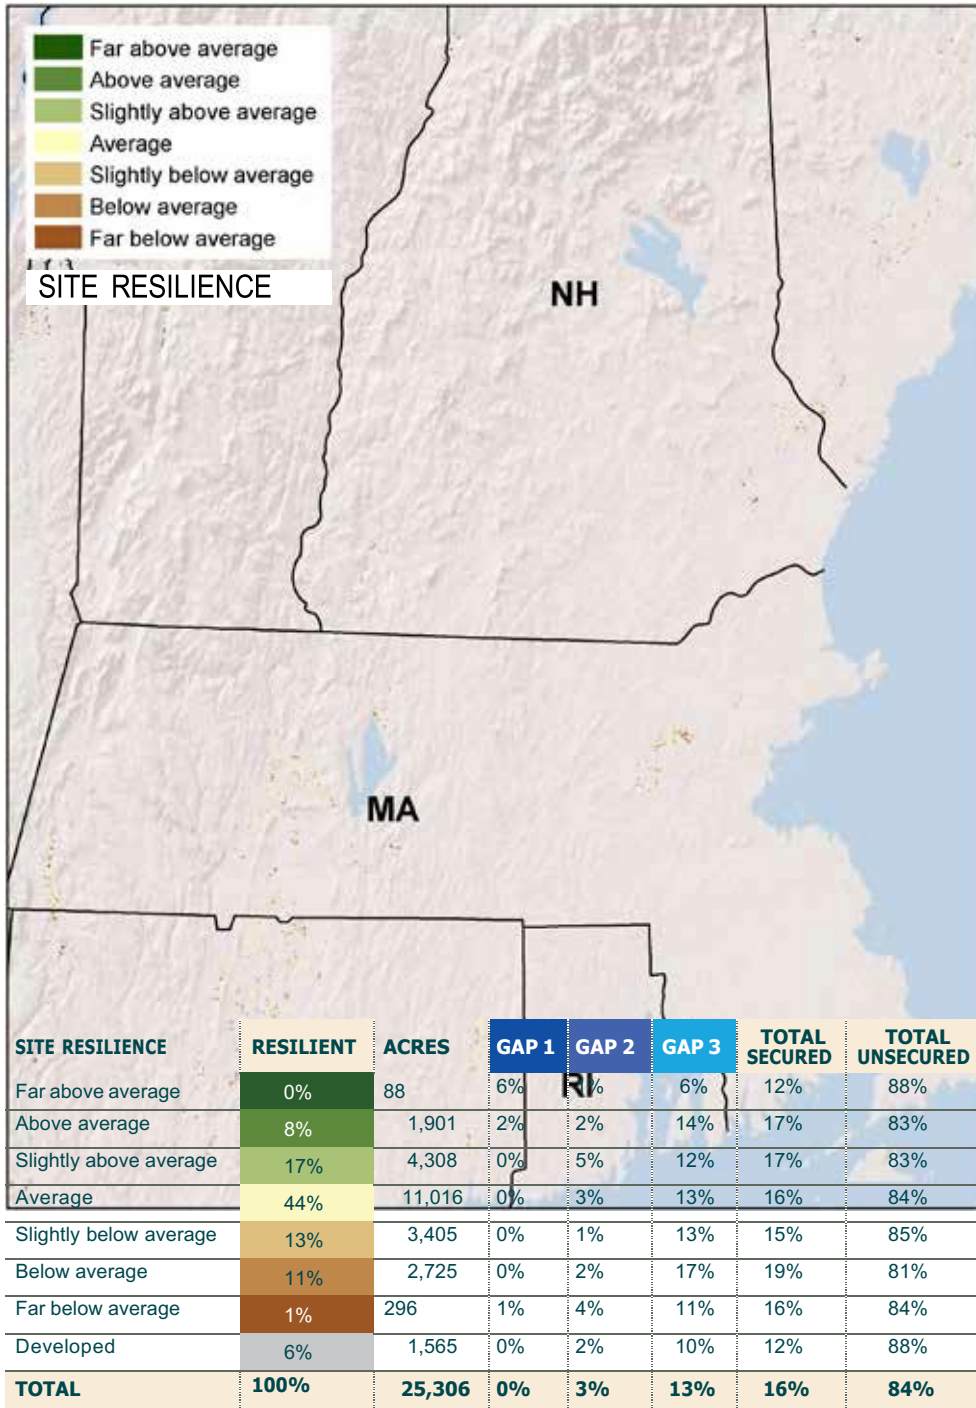 Far above average
Above average
Slightly above average
Average
Slightly below average
Below average
Far below average
SITE RESILIENCE
NH
MA
RI
SITE RESILIENCE RESILIENT ACRES GAP 1 GAP 2 GAP 3 TOTAL SECURED TOTAL UNSECURED
Far above average 0% 88 6% % 6% 12% 88%
Above average 8% 1,901 2% 2% 14% 17% 83%
Slightly above average 17% 4,308 0% 5% 12% 17% 83%
Average 44% 11,016 0% 3% 13% 16% 84%
Slightly below average 13% 3,405 0% 1% 13% 15% 85%
Below average 11% 2,725 0% 2% 17% 19% 81%
Far below average 1% 296 1% 4% 11% 16% 84%
Developed 6% 1,565 0% 2% 10% 12% 88%
TOTAL 100% 25,306 0% 3% 13% 16% 84%